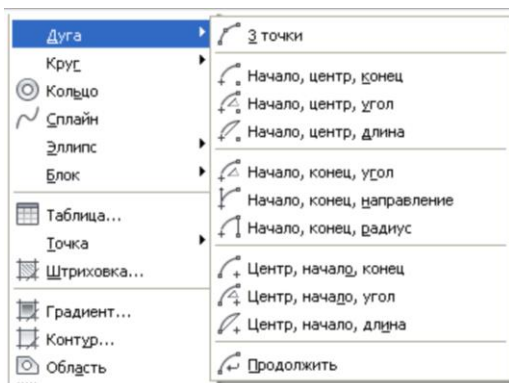 Дуга
Круг
Кольцо
Сплайн
Эллипс
Блок
Таблица...
Точка
Штриховка...
Градиент...
Контур...
Область
3 точки
Начало, центр, конец
Начало, центр, угол
Начало, центр, длина
Начало, конец, угол
Начало, конец, направление
Начало, конец, радиус
Центр, начало, конец
Центр, начало, угол
Центр, начало, длина
Продолжить